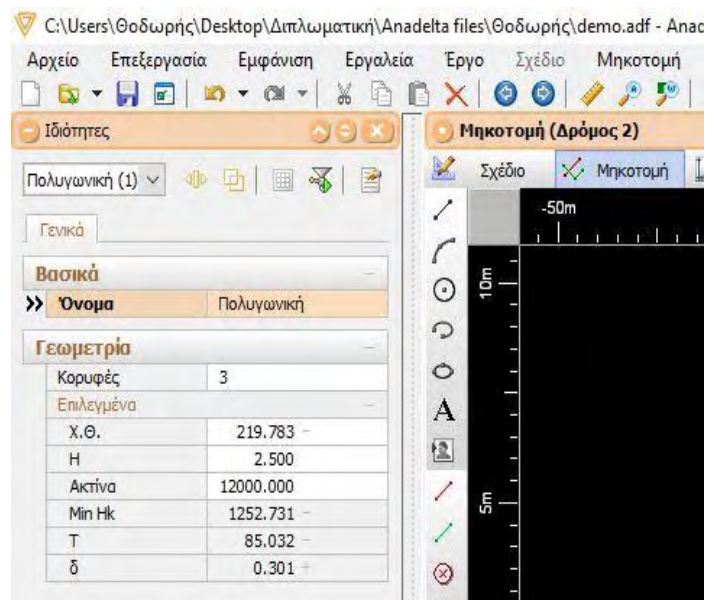 C:\Users\Θοδωρής\Desktop\Διπλωματική\Anadelta files\Θοδωρής\demo.adf - Anad
Αρχείο Επεξεργασία Εμφάνιση Εργαλεία Έργο Σχέδιο Μηκοτομή
Ιδιότητες
Μηκοτομή (Δρόμος 2)
Πολυγωνική (1)
Σχέδιο Μηκοτομή
Γενικά
-50m
Βασικά
Όνομα Πολυγωνική
10m
Γεωμετρία
Κορυφές 3
Επιλεγμένα
Χ.Θ. 219.783
Η 2.500
Ακτίνα 12000.000
Min Hk 1252.731
5m
T 85.032
δ 0.301
A